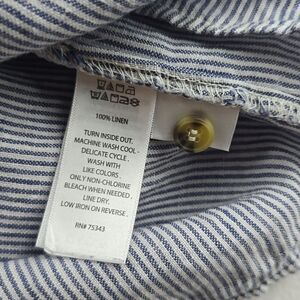 100% LINEN
TURN INSIDE OUT.
MACHINE WASH COOL -
DELICATE CYCLE.
WASH WITH
LIKE COLORS.
ONLY NON-CHLORINE
BLEACH WHEN NEEDED.
LINE DRY.
LOW IRON ON REVERSE.
RN# 75343